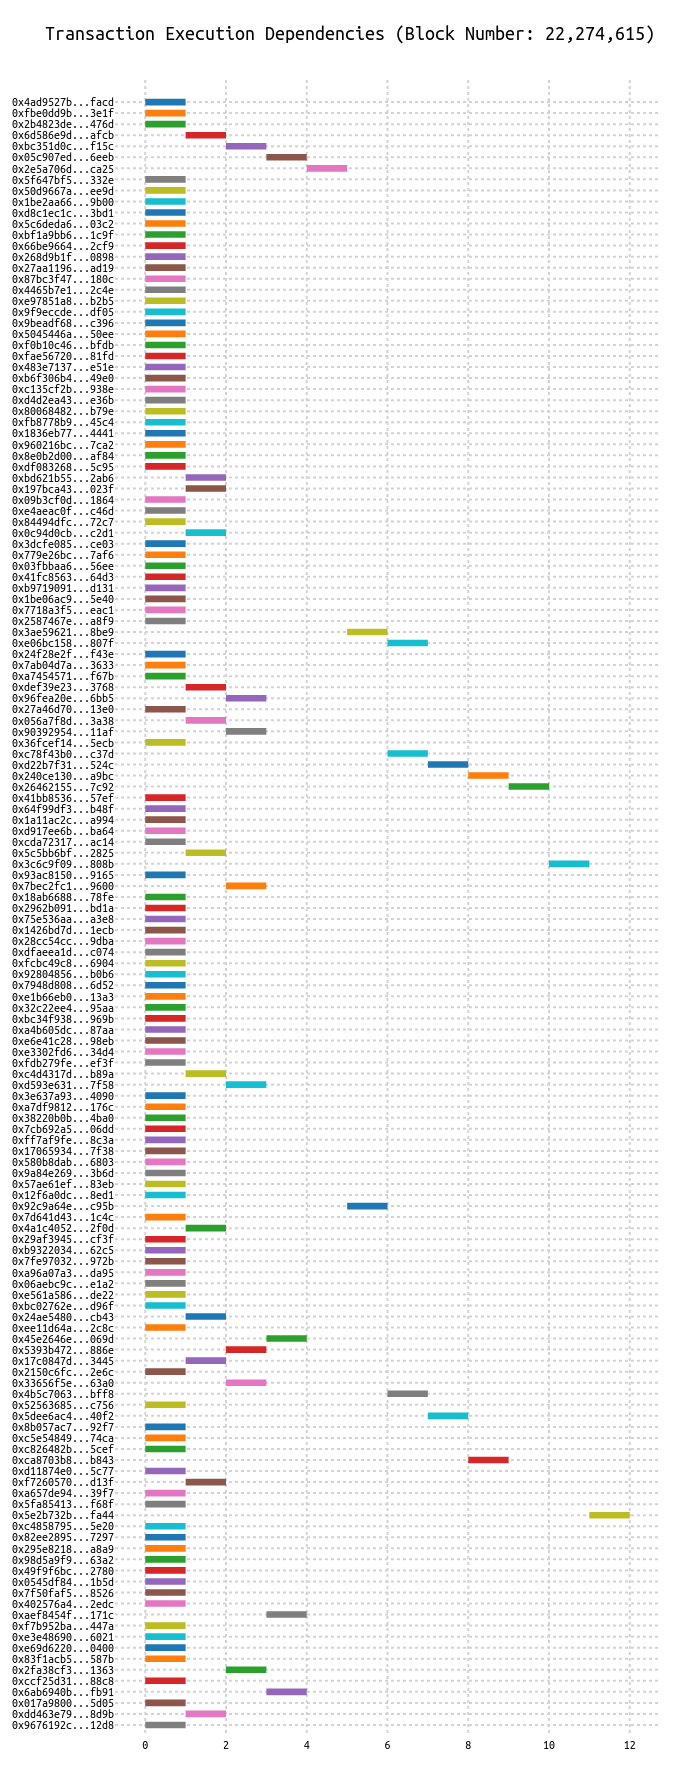 Transaction Execution Dependencies (Block Number: 22,274,615)
0x4ad9527b...facd
0xfbe0dd9b...3e1f
0x2b4823de...476d
0x6d586e9d...afcb
0xbc351d0c...f15c
0x05c907ed...6eeb
0x2e5a706d...ca25
0x5f647bf5...332e
0x50d9667a...ee9d
0x1be2aa66...9b00
0xd8c1ec1c...3bd1
0x5c6deda6...03c2
0xbf1a9bb6...1c9f
0x66be9664...2cf9
0x268d9b1f...0898
0x27aa1196...ad19
0x87bc3f47...180c
0x4465b7e1...2c4e
0xe97851a8...b2b5
0x9f9eccde...df05
0x9beadf68...c396
0x5045446a...50ee
0xf0b10c46...bfdb
0xfae56720...81fd
0x483e7137...e51e
0xb6f306b4...49e0
0xc135cf2b...938e
0xd4d2ea43...e36b
0x80068482...b79e
0xfb8778b9...45c4
0x1836eb77...4441
0x960216bc...7ca2
0x8e0b2d00...af84
0xdf083268...5c95
0xbd621b55...2ab6
0x197bca43...023f
0x09b3cf0d...1864
0xe4aeac0f...c46d
0x84494dfc...72c7
0x0c94d0cb...c2d1
0x3dcfe085...ce03
0x779e26bc...7af6
0x03fbbaa6...56ee
0x41fc8563...64d3
0xb9719091...d131
0x1be06ac9...5e40
0x7718a3f5...eac1
0x2587467e...a8f9
0x3ae59621...8be9
0xe06bc158...807f
0x24f28e2f...f43e
0x7ab04d7a...3633
0xa7454571...f67b
0xdef39e23...3768
0x96fea20e...6bb5
0x27a46d70...13e0
0x056a7f8d...3a38
0x90392954...11af
0x36fcef14...5ecb
0xc78f43b0...c37d
0xd22b7f31...524c
0x240ce130...a9bc
0x26462155...7c92
0x41bb8536...57ef
0x64f99df3...b48f
0x1a11ac2c...a994
0xd917ee6b...ba64
0xcda72317...ac14
0x5c5bb6bf...2825
0x3c6c9f09...808b
0x93ac8150...9165
0x7bec2fc1...9600
0x18ab6688...78fe
0x2962b091...bd1a
0x75e536aa...a3e8
0x1426bd7d...1ecb
0x28cc54cc...9dba
0xdfaeea1d...c074
0xfcbc49c8...6904
0x92804856...b0b6
0x7948d808...6d52
0xe1b66eb0...13a3
0x32c22ee4...95aa
0xbc34f938...969b
0xa4b605dc...87aa
0xe6e41c28...98eb
0xe3302fd6...34d4
0xfdb279fe...ef3f
0xc4d4317d...b89a
0xd593e631...7f58
0x3e637a93...4090
0xa7df9812...176c
0x38220b0b...4ba0
0x7cb692a5...06dd
0xff7af9fe...8c3a
0x17065934...7f38
0x580b8dab...6803
0x9a84e269...3b6d
0x57ae61ef...83eb
0x12f6a0dc...8ed1
0x92c9a64e...c95b
0x7d641d43...1c4c
0x4a1c4052...2f0d
0x29af3945...cf3f
0xb9322034...62c5
0x7fe97032...972b
0xa96a07a3...da95
0x06aebc9c...e1a2
0xe561a586...de22
0xbc02762e...d96f
0x24ae5480...cb43
0xee11d64a...2c8c
0x45e2646e...069d
0x5393b472...886e
0x17c0847d...3445
0x2150c6fc...2e6c
0x33656f5e...63a0
0x4b5c7063...bff8
0x52563685...c756
0x5dee6ac4...40f2
0x8b057ac7...92f7
0xc5e54849...74ca
0xc826482b...5cef
0xca8703b8...b843
0xd11874e0...5c77
0xf7260570...d13f
0xa657de94...39f7
0x5fa85413...f68f
0x5e2b732b...fa44
0xc4858795...5e20
0x82ee2895...7297
0x295e8218...a8a9
0x98d5a9f9...63a2
0x49f9f6bc...2780
0x0545df84...1b5d
0x7f50faf5...8526
0x402576a4...2edc
0xaef8454f...171c
0xf7b952ba...447a
0xe3e48690...6021
0xe69d6220...0400
0x83f1acb5...587b
0x2fa38cf3...1363
0xccf25d31...88c8
0x6ab6940b...fb91
0x017a9800...5d05
0xdd463e79...8d9b
0x9676192c...12d8
0 2 4 6 8 10 12